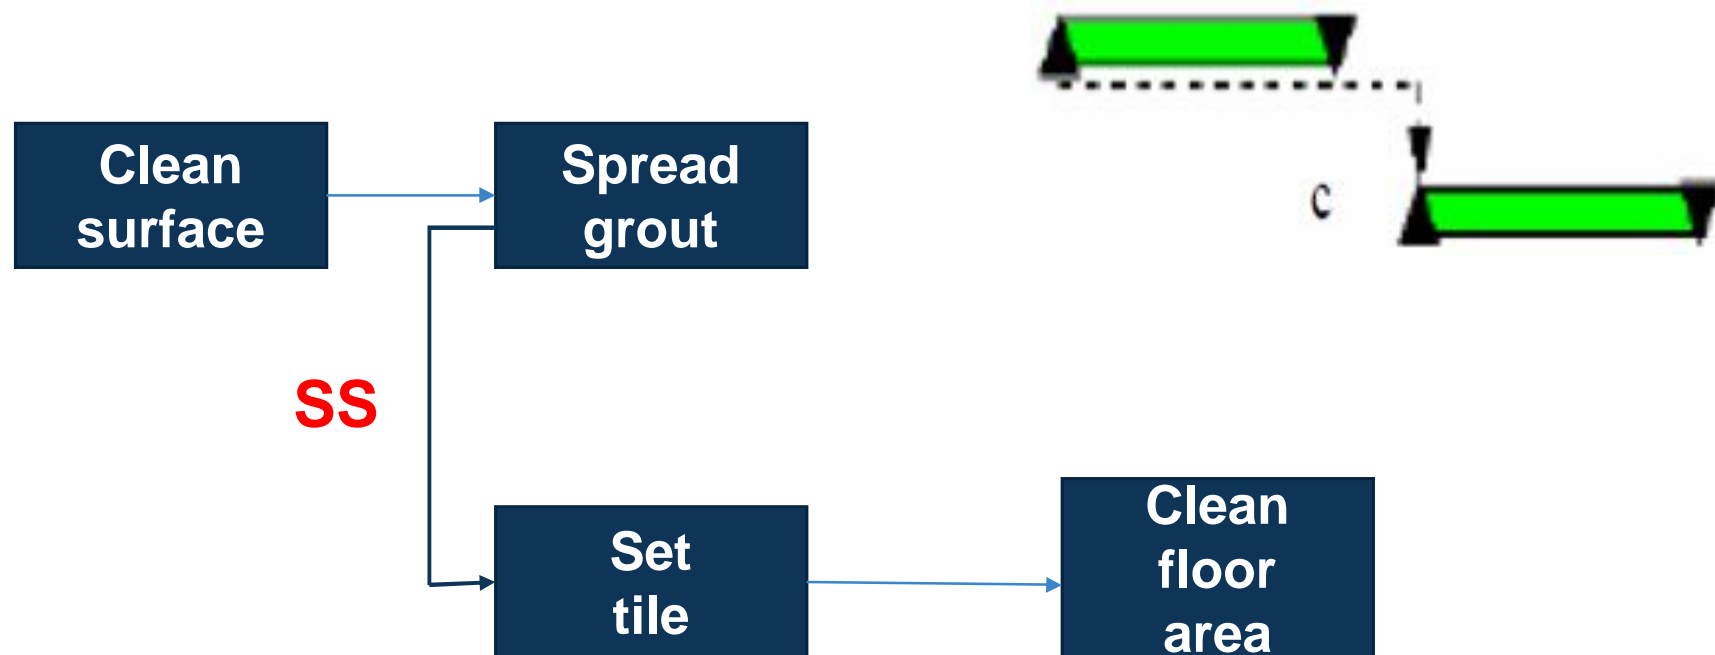 Clean
surface
Spread
grout
c
SS
Set
tile
Clean
floor
area